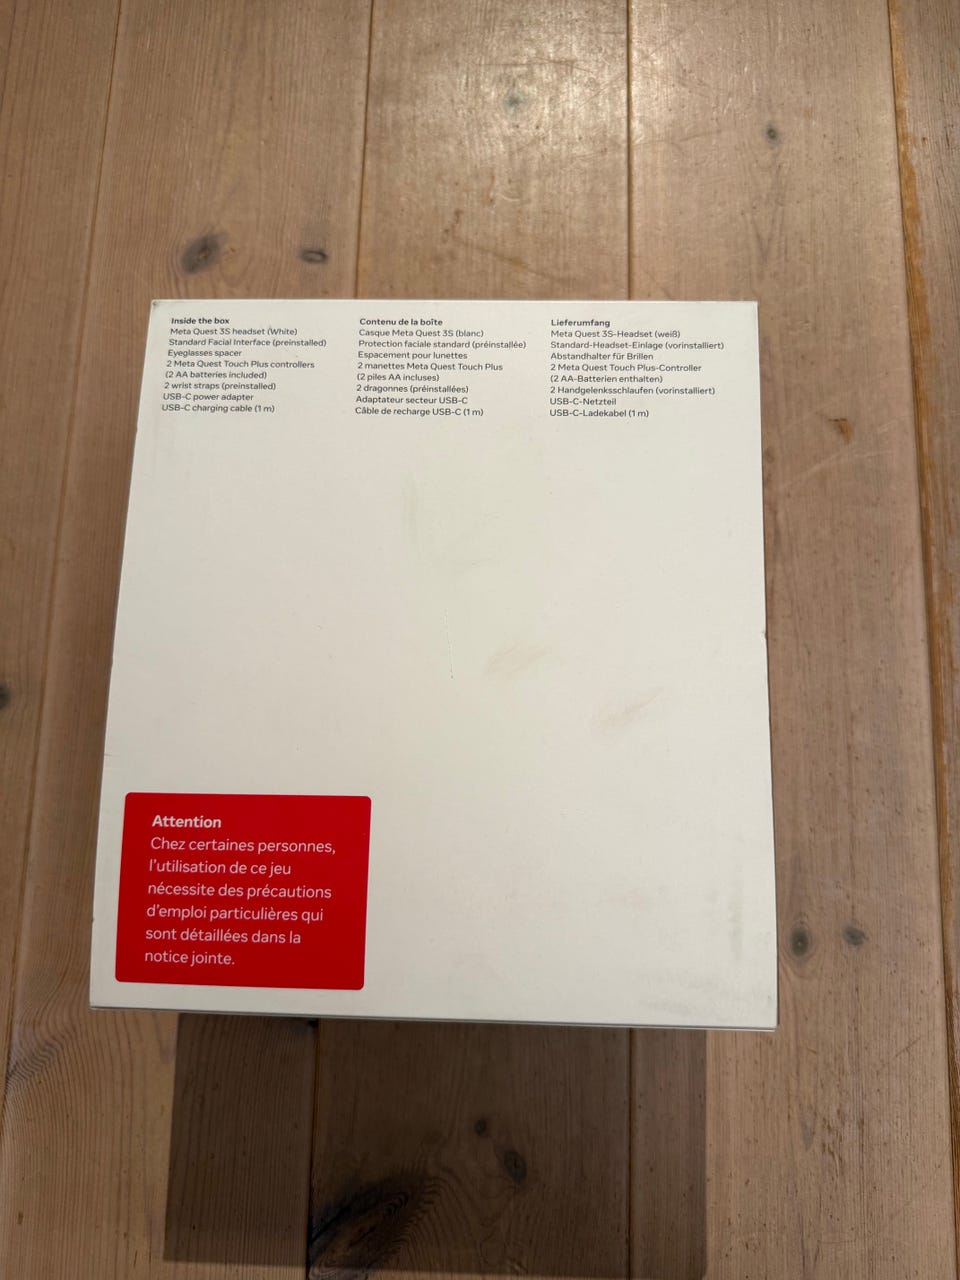 Inside the box
Meta Quest 3S headset (White)
Standard Facial Interface (preinstalled)
Eyeglasses spacer
2 Meta Quest Touch Plus controllers
(2 AA batteries included)
2 wrist straps (preinstalled)
USB-C power adapter
USB-C charging cable (1 m)
Contenu de la boîte
Casque Meta Quest 3S (blanc)
Protection faciale standard (préinstallée)
Espacement pour lunettes
2 manettes Meta Quest Touch Plus
(2 piles AA incluses)
2 dragonnes (préinstallées)
Adaptateur secteur USB-C
Câble de recharge USB-C (1 m)
Lieferumfang
Meta Quest 3S-Headset (weiß)
Standard-Headset-Einlage (vorinstalliert)
Abstandhalter für Brillen
2 Meta Quest Touch Plus-Controller
(2 AA-Batterien enthalten)
2 Handgelenksschlaufen (vorinstalliert)
USB-C-Netzteil
USB-C-Ladekabel (1 m)
Attention
Chez certaines personnes,
l'utilisation de ce jeu
nécessite des précautions
d'emploi particulières qui
sont détaillées dans la
notice jointe.